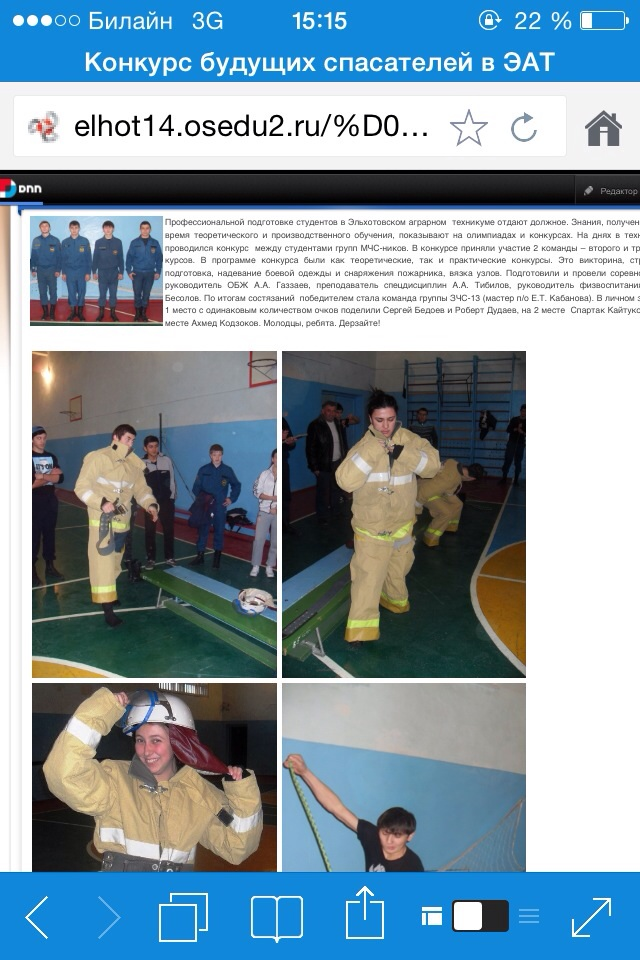 Билайн 3G 15:15 22 %
Конкурс будущих спасателей в ЭАТ
elhot14.osedu2.ru/%D0...
DNN
Редактор
Профессиональной подготовке студентов в Эльхотовском аграрном техникуме отдают должное. Знания, получен
время теоретического и производственного обучения, показывают на олимпиадах и конкурсах. На днях в техн
проводился конкурс между студентами групп МЧС-ников. В конкурсе приняли участие 2 команды – второго и тр
курсов. В программе конкурса были как теоретические, так и практические конкурсы. Это викторина, стр
подготовка, надевание боевой одежды и снаряжения пожарника, вязка узлов. Подготовили и провели соревно
руководитель ОБЖ А.А. Газзаев, преподаватель спецдисциплин А.А. Тибилов, руководитель физвоспитани
Бесолов. По итогам состязаний победителем стала команда группы ЗЧС-13 (мастер п/о Е.Т. Кабанова). В личном з
1 место с одинаковым количеством очков поделили Сергей Бедоев и Роберт Дудаев, на 2 месте Спартак Кайтуко
месте Ахмед Кодзоков. Молодцы, ребята. Дерзайте!